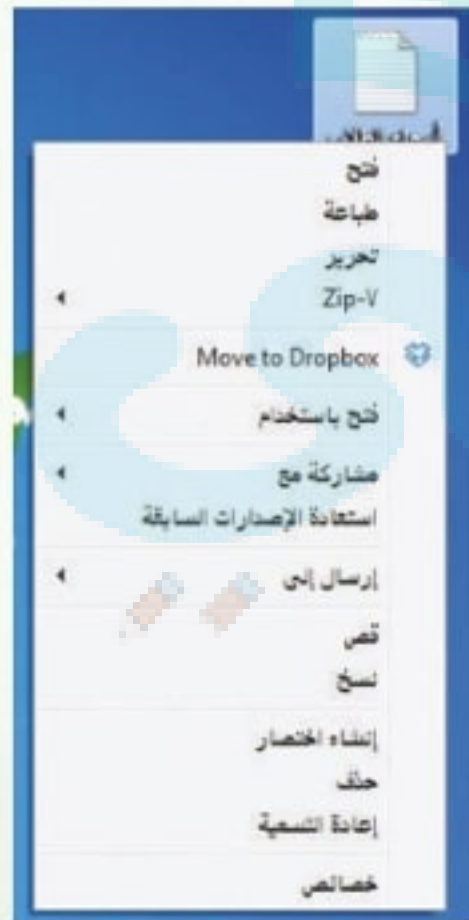 فتح
طباعة
تحرير
Zip-V
Move to Dropbox
فتح باستخدام
مشاركة مع
استعادة الإصدارات السابقة
إرسال إلى
قص
نسخ
إنشاء اختصار
حذف
إعادة التسمية
خصائص